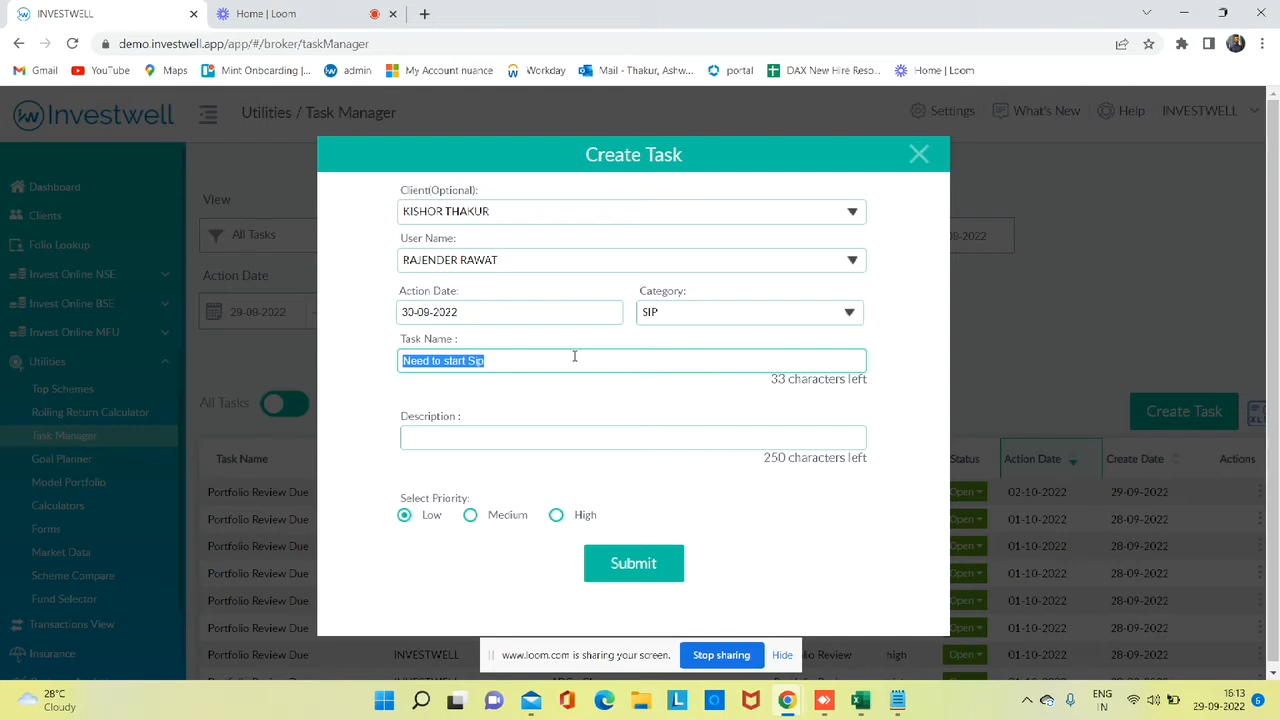 INVESTWELL
Home | Loom
demo.investwell.app/app/#/broker/taskManager
Gmail
YouTube
Maps
Mint Onboarding |...
admin
My Account nuance
Workday
Mail - Thakur, Ashw...
portal
DAX New Hire Reso...
Home | Loom
Investwell
Utilities / Task Manager
Settings
What's New
Help
INVESTWELL
Create Task
Dashboard
Clients
Folio Lookup
Invest Online NSE
Invest Online BSE
Invest Online MFU
Utilities
Top Schemes
Rolling Return Calculator
Task Manager
Goal Planner
Model Portfolio
Calculators
Forms
Market Data
Scheme Compare
Fund Selector
Transactions View
Insurance
View
All Tasks
09-2022
Action Date
29-09-2022
All Tasks
Create Task
Client(Optional):
KISHOR THAKUR
User Name:
RAJENDER RAWAT
Action Date:
Category:
30-09-2022
SIP
Task Name :
Need to start Sip
33 characters left
Description :
250 characters left
Select Priority:
Low
Medium
High
Submit
Task Name
Status
Action Date
Create Date
Actions
Portfolio Review Due
Open
02-10-2022
29-09-2022
Portfolio Review Due
Open
01-10-2022
28-09-2022
Portfolio Review Due
Open
01-10-2022
28-09-2022
Portfolio Review Due
Open
01-10-2022
28-09-2022
Portfolio Review Due
Open
01-10-2022
28-09-2022
Portfolio Review Due
Open
01-10-2022
28-09-2022
Portfolio Review Due
INVESTWELL
Review
high
Open
01-10-2022
28-09-2022
www.loom.com is sharing your screen.
Stop sharing
Hide
28°C
Cloudy
ENG
IN
16:13
29-09-2022
5